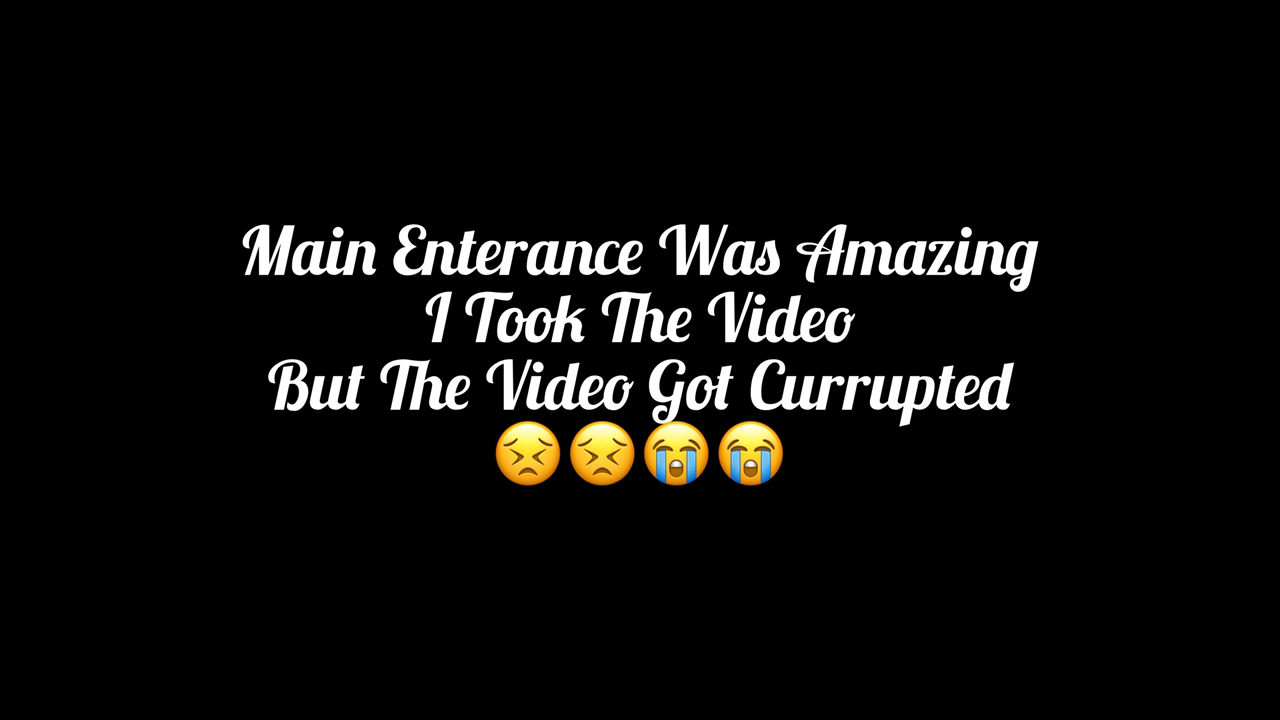 Main Enterance Was Amazing
I Took The Video
But The Video Got Currupted
😣😣😭😭